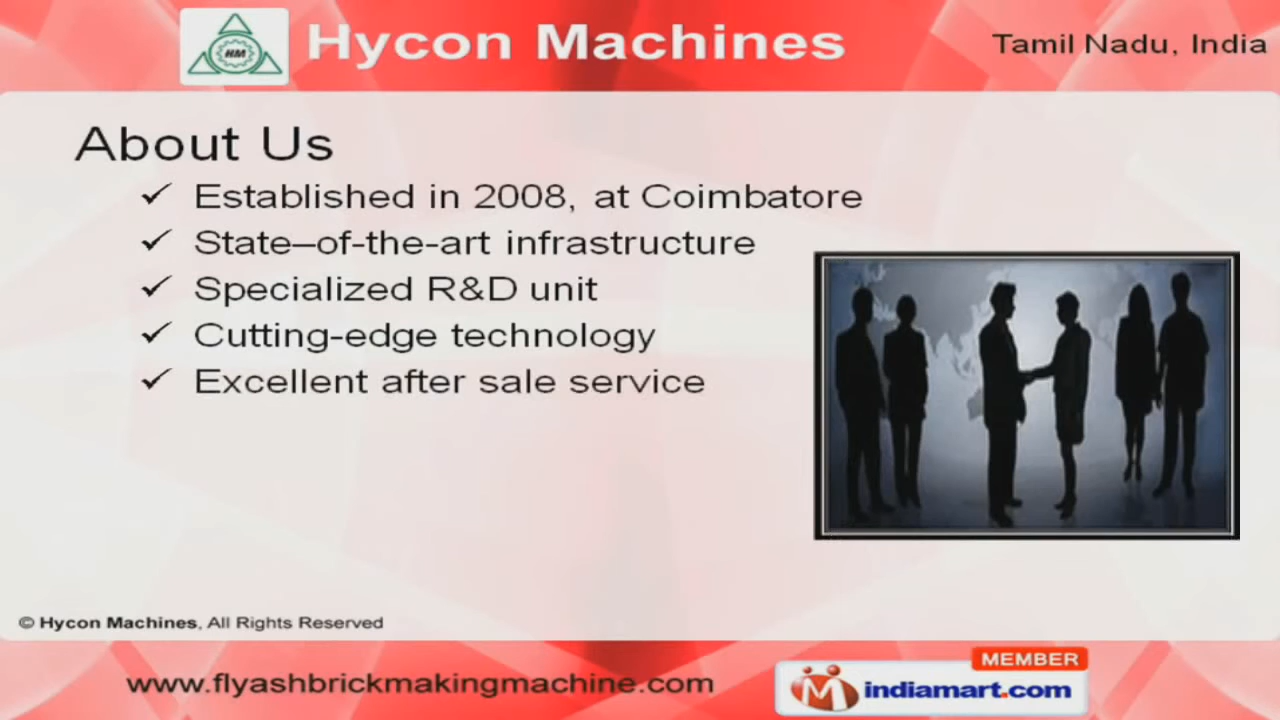 HM
Hycon Machines
Tamil Nadu, India
About Us
✓ Established in 2008, at Coimbatore
✓ State–of-the-art infrastructure
✓ Specialized R&D unit
✓ Cutting-edge technology
✓ Excellent after sale service
© Hycon Machines, All Rights Reserved
www.flyashbrickmakingmachine.com
MEMBER
indiamart.com